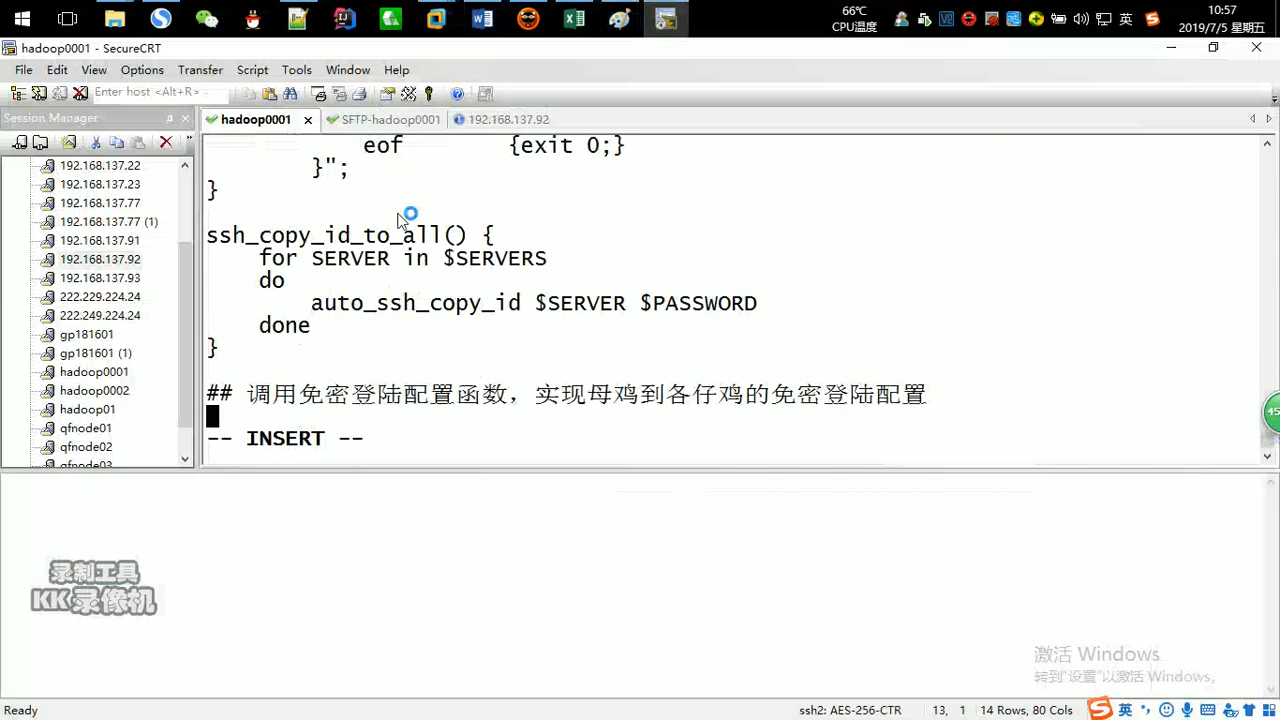 66℃
CPU温度
英
10:57
2019/7/5 星期五
hadoop0001 - SecureCRT
File Edit View Options Transfer Script Tools Window Help
Enter host <Alt+R>
Session Manager
hadoop0001
SFTP-hadoop0001
192.168.137.92
192.168.137.22
192.168.137.23
192.168.137.77
192.168.137.77 (1)
192.168.137.91
192.168.137.92
192.168.137.93
222.229.224.24
222.249.224.24
gp181601
gp181601 (1)
hadoop0001
hadoop0002
hadoop01
qfnode01
qfnode02
qfnode03
eof {exit 0;}
}";
}
ssh_copy_id_to_all() {
for SERVER in $SERVERS
do
auto_ssh_copy_id $SERVER $PASSWORD
done
}
## 调用免密登陆配置函数，实现母鸡到各仔鸡的免密登陆配置
-- INSERT --
45
录制工具
KK录像机
激活 Windows
转到"设置"以激活 Windows。
Ready
ssh2: AES-256-CTR
13, 1
14 Rows, 80 Cols
英